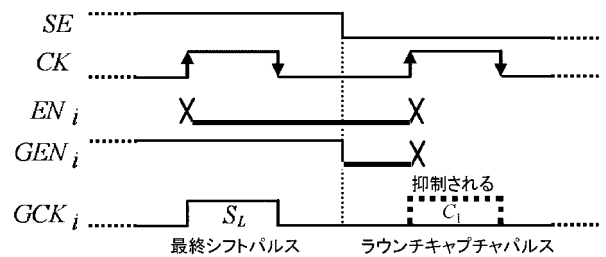 SE
CK
EN i
GEN i
抑制される
GCK i
S_L
C_1
最終シフトパルス
ラウンチキャプチャパルス